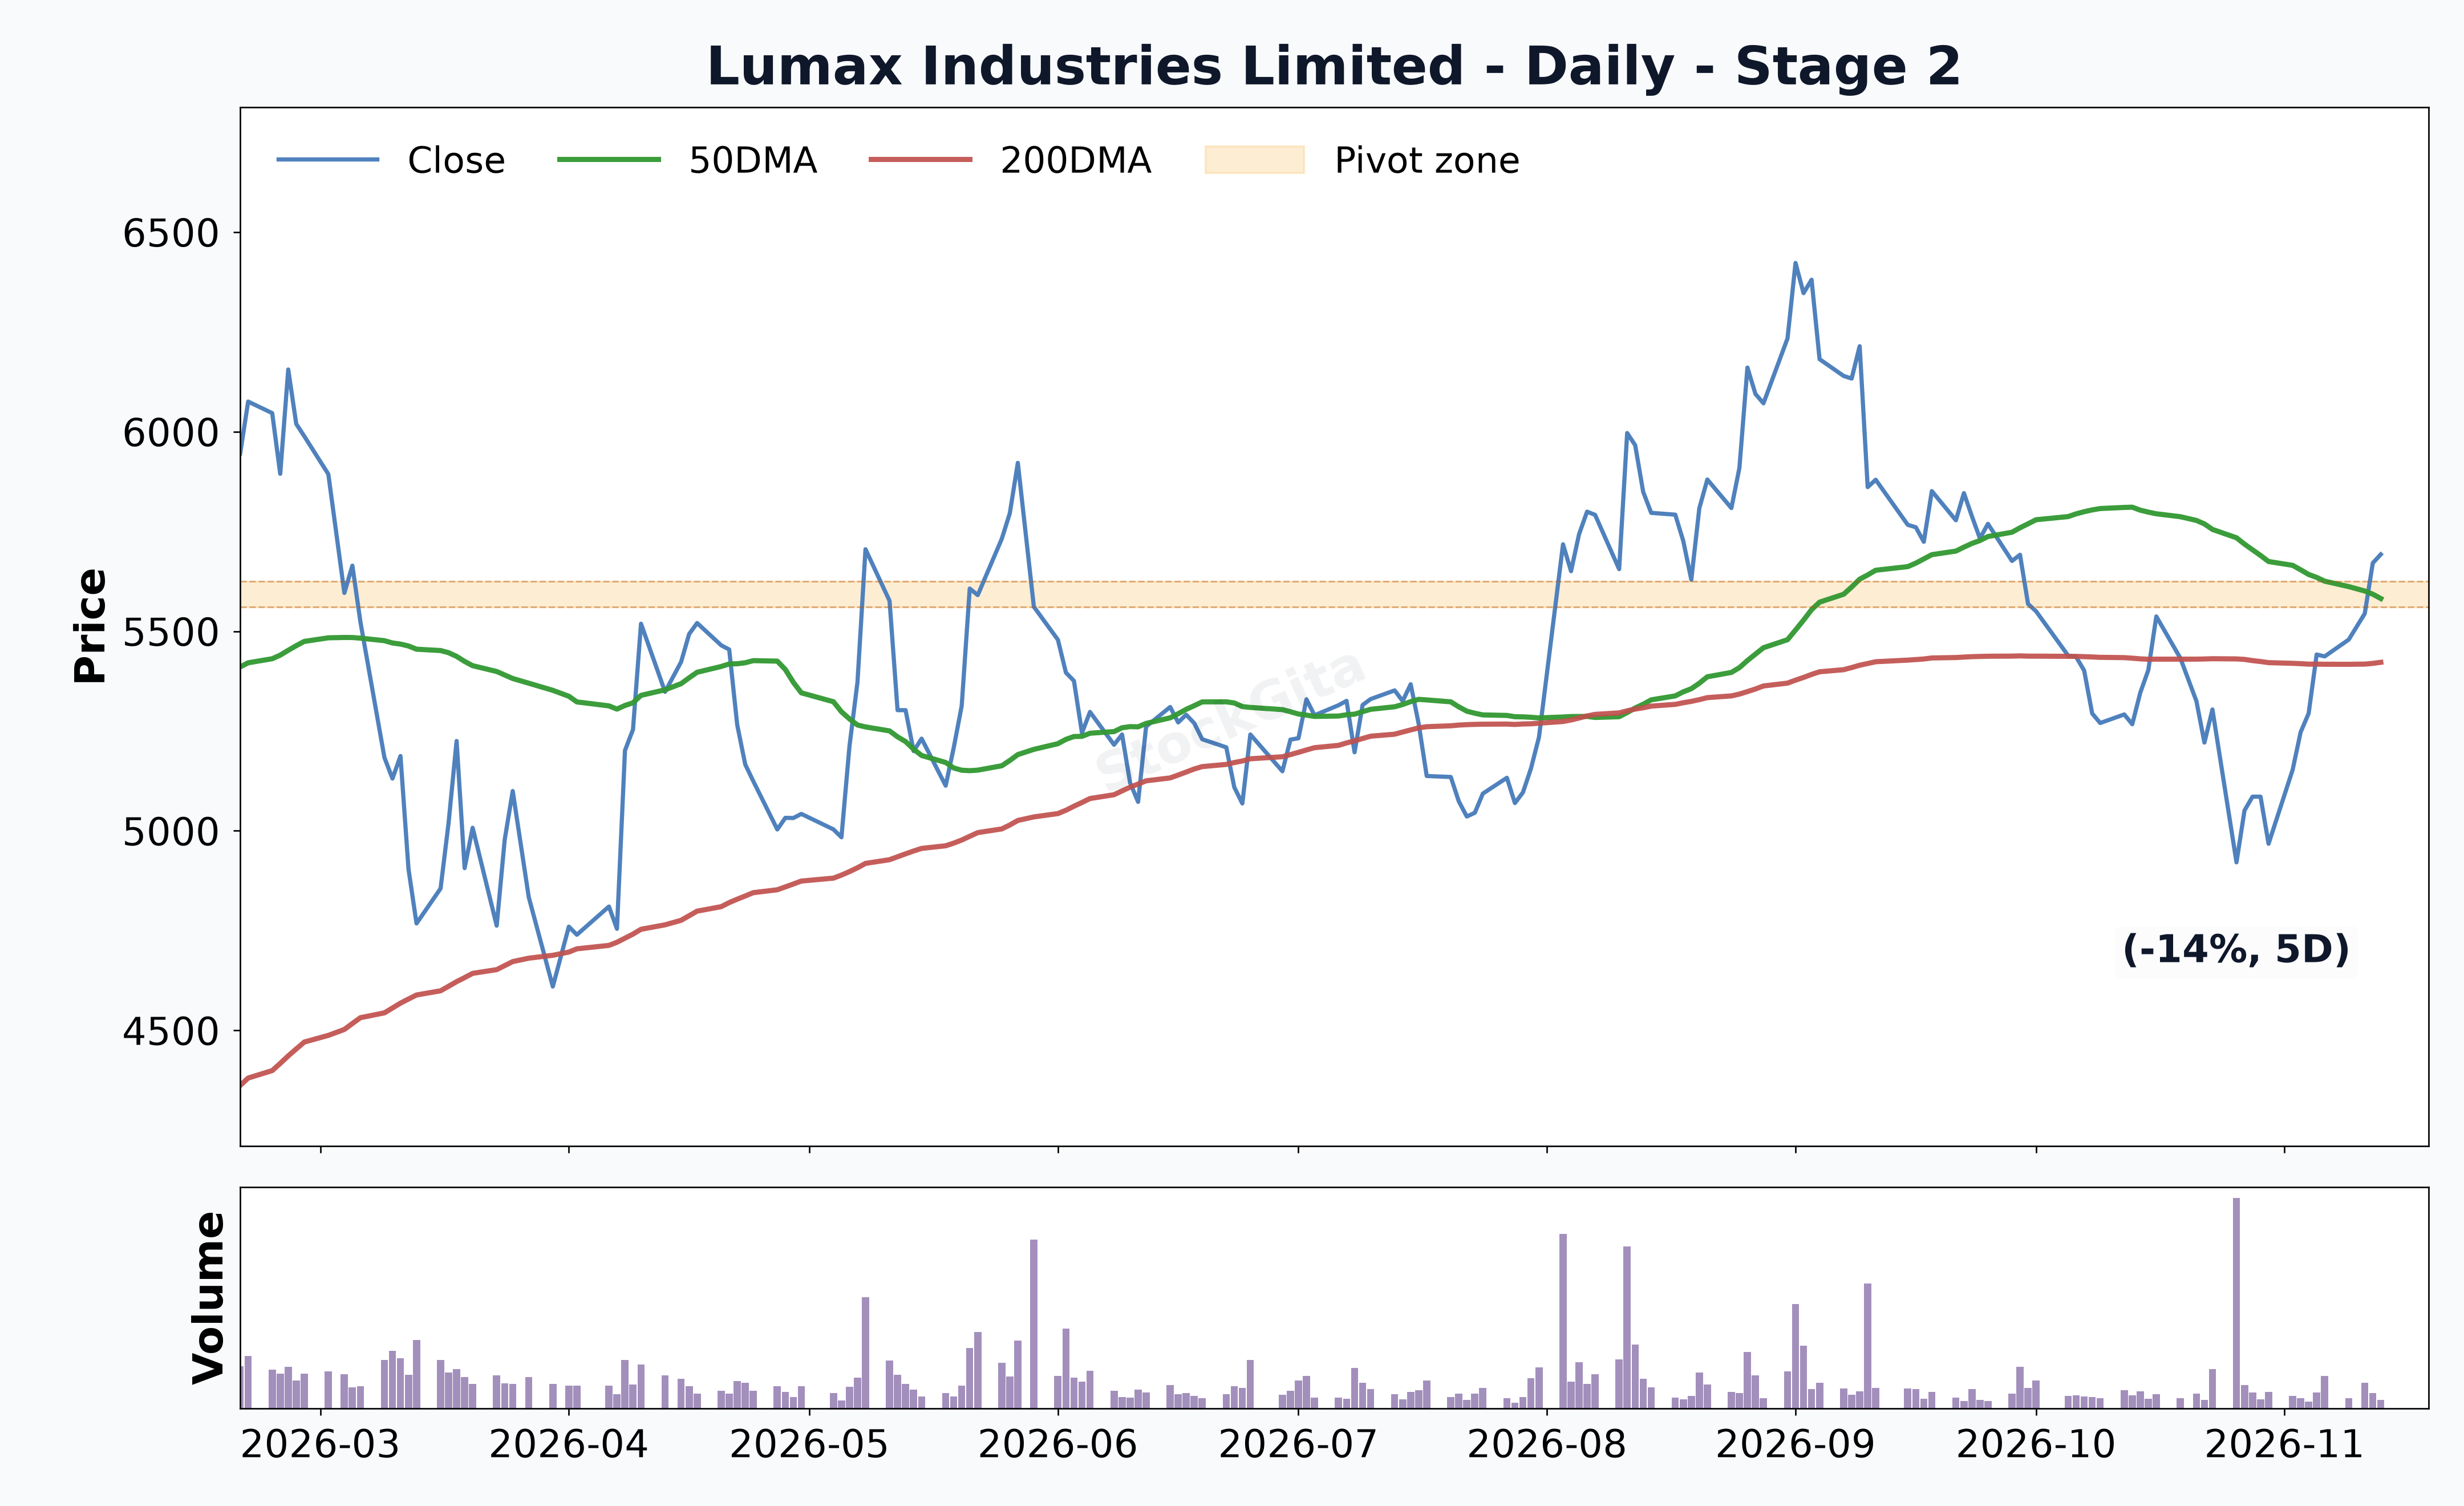 Lumax Industries Limited - Daily - Stage 2
Close 50DMA 200DMA Pivot zone
6500
6000
5500
5000
4500
Price
StockGita
(-14%, 5D)
Volume
2026-03 2026-04 2026-05 2026-06 2026-07 2026-08 2026-09 2026-10 2026-11